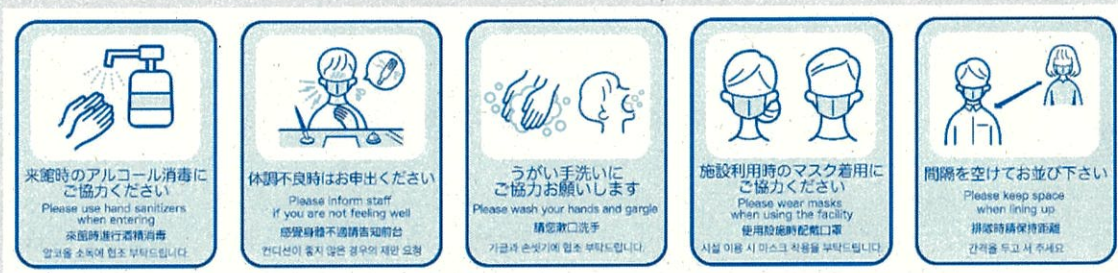 来館時のアルコール消毒に
ご協力ください
Please use hand sanitizers
when entering
來館時進行酒精消毒
알코올 소독에 협조 부탁드립니다
体調不良時はお申出ください
Please inform staff
if you are not feeling well
感覺身體不適請告知前台
컨디션이 좋지 않은 경우의 제안 요청
うがい手洗いに
ご協力お願いします
Please wash your hands and gargle
請您漱口洗手
가글과 손씻기에 협조 부탁드립니다
施設利用時のマスク着用に
ご協力ください
Please wear masks
when using the facility
使用設施時配戴口罩
시설 이용 시 마스크 착용을 부탁드립니다
間隔を空けてお並び下さい
Please keep space
when lining up
排隊時請保持距離
간격을 두고 서 주세요